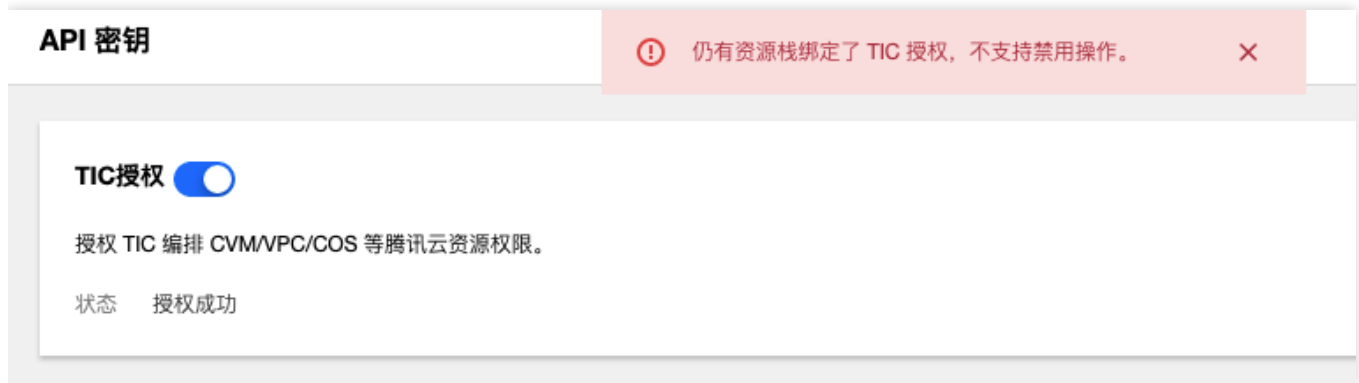 API 密钥
仍有资源栈绑定了 TIC 授权，不支持禁用操作。
TIC授权
授权 TIC 编排 CVM/VPC/COS 等腾讯云资源权限。
状态 授权成功